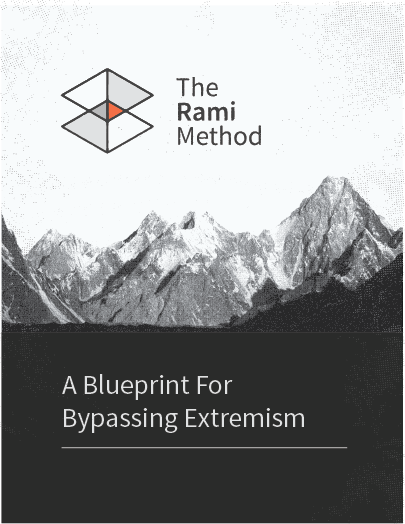 The
Rami
Method
A Blueprint For
Bypassing Extremism